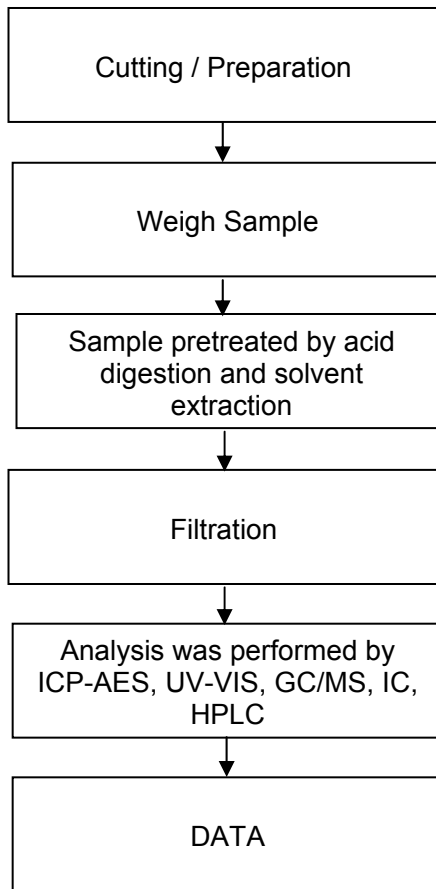 Cutting / Preparation
Weigh Sample
Sample pretreated by acid
digestion and solvent
extraction
Filtration
Analysis was performed by
ICP-AES, UV-VIS, GC/MS, IC,
HPLC
DATA